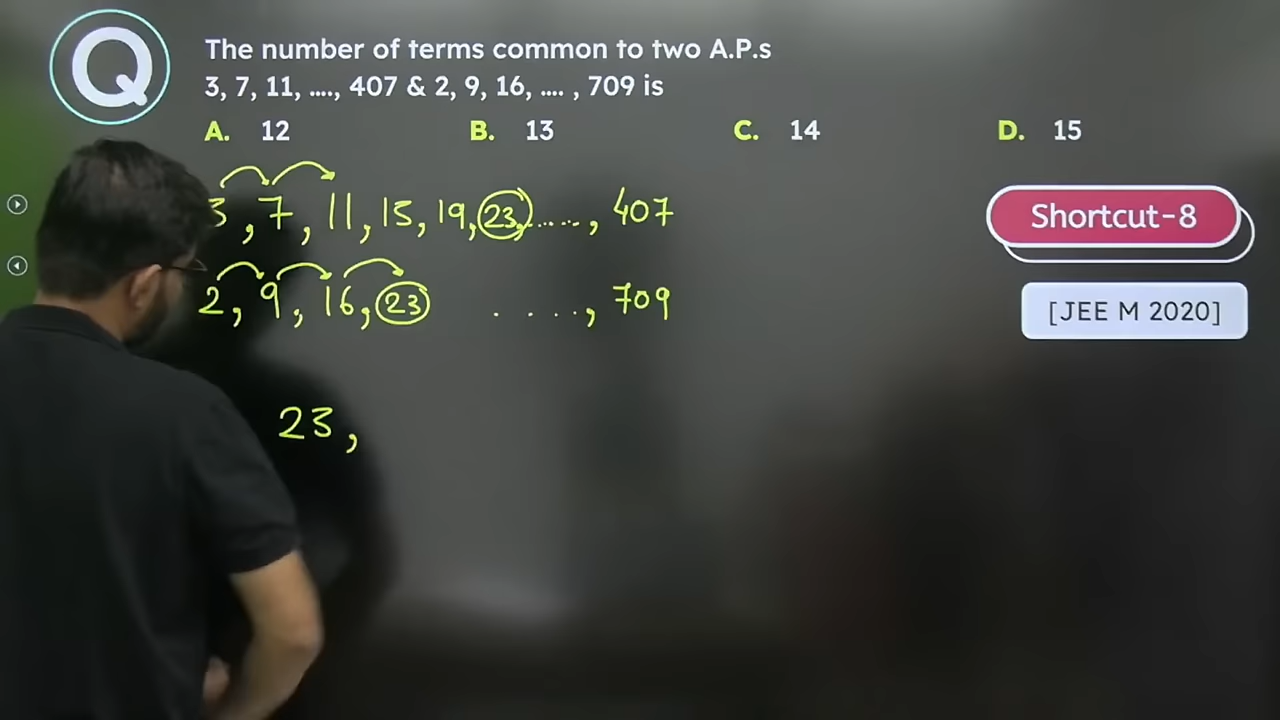 Q
The number of terms common to two A.P.s
3, 7, 11, ...., 407 & 2, 9, 16, .... , 709 is
A. 12 B. 13 C. 14 D. 15
3, 7, 11, 15, 19, 23, ......, 407
Shortcut-8
2, 9, 16, 23 ....., 709
[JEE M 2020]
23,